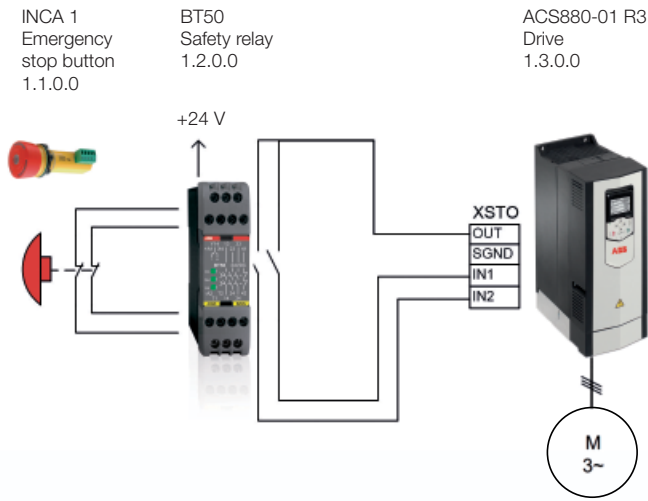 INCA 1
Emergency
stop button
1.1.0.0
BT50
Safety relay
1.2.0.0
ACS880-01 R3
Drive
1.3.0.0
+24 V
XSTO
OUT
SGND
IN1
IN2
ABB
M
3~